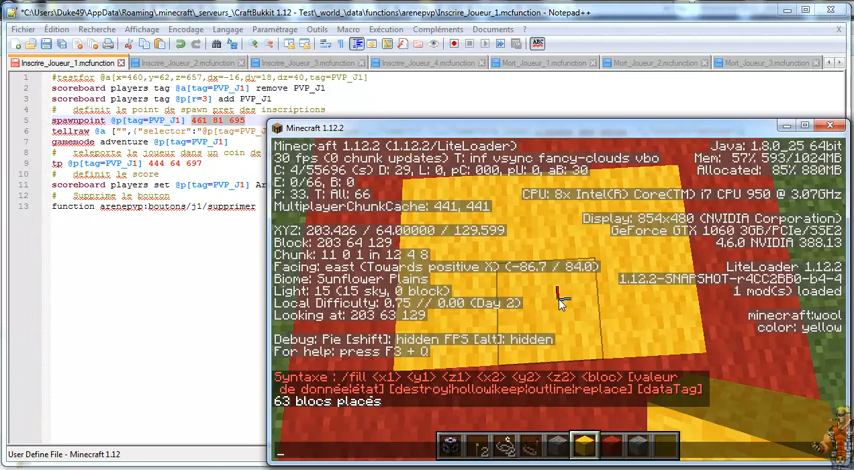 *C:\Users\Duke49\AppData\Roaming\.minecraft\_serveurs_\CraftBukkit 1.12 - Test\_world_\data\functions\arenepvp\Inscrire_Joueur_1.mcfunction - Notepad++
Fichier Édition Recherche Affichage Encodage Langage Paramétrage Outils Macro Exécution Compléments Documents ?
Inscrire_Joueur_1.mcfunction Inscrire_Joueur_2.mcfunction Inscrire_Joueur_3.mcfunction Inscrire_Joueur_4.mcfunction Mort_Joueur_1.mcfunction Mort_Joueur_2.mcfunction Mort_Joueur_3.mcfunction
1 #testfor @a[x=460,y=62,z=657,dx=-16,dy=18,dz=40,tag=PVP_J1]
2 scoreboard players tag @a[tag=PVP_J1] remove PVP_J1
3 scoreboard players tag @p[r=3] add PVP_J1
4 # definit le point de spawn pret des inscriptions
5 spawnpoint @p[tag=PVP_J1] 461 81 695
6 tellraw @a ["",{"selector":"@p
7 gamemode adventure @p[tag=PVP_J1]
8 # teleporte le joueur dans un coin de
9 tp @p[tag=PVP_J1] 444 64 697
10 # definit le score
11 scoreboard players set @p[tag=PVP_J1] Ar
12 # Supprime le bouton
13 function arenepvp:boutons/j1/supprimer
Minecraft 1.12.2
Minecraft 1.12.2 (1.12.2/LiteLoader)
30 fps (0 chunk updates) T: inf vsync fancy-clouds vbo
C: 4/55696 (s) D: 29, L: 0, pC: 000, pU: 0, aB: 30
E: 0/66, B: 0
P: 33. T: All: 66
MultiplayerChunkCache: 441, 441
XYZ: 203.426 / 64.00000 / 129.599
Block: 203 64 129
Chunk: 11 0 1 in 12 4 8
Facing: east (Towards positive X) (-86.7 / 84.0)
Biome: Sunflower Plains
Light: 15 (15 sky, 0 block)
Local Difficulty: 0.75 // 0.00 (Day 2)
Looking at: 203 63 129
Debug: Pie [shift]: hidden FPS [alt]: hidden
For help: press F3 + Q
Java: 1.8.0_25 64bit
Mem: 57% 593/1024MB
Allocated: 85% 880MB
CPU: 8x Intel(R) Core(TM) i7 CPU 950 @ 3.07GHz
Display: 854x480 (NVIDIA Corporation)
GeForce GTX 1060 3GB/PCIe/SSE2
4.6.0 NVIDIA 388.13
LiteLoader 1.12.2
1.12.2-SNAPSHOT-r4CC2BB0-b4-4
1 mod(s) loaded
minecraft:wool
color: yellow
Syntaxe : /fill <x1> <y1> <z1> <x2> <y2> <z2> <bloc> [valeur
de donnée|état] [destroy|hollow|keep|outline|replace] [dataTag]
63 blocs placés
2 2
_
User Define File - Minecraft 1.12